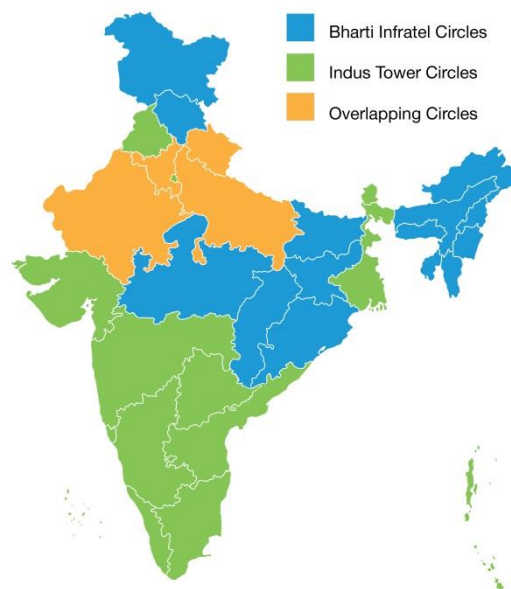 Bharti Infratel Circles
Indus Tower Circles
Overlapping Circles